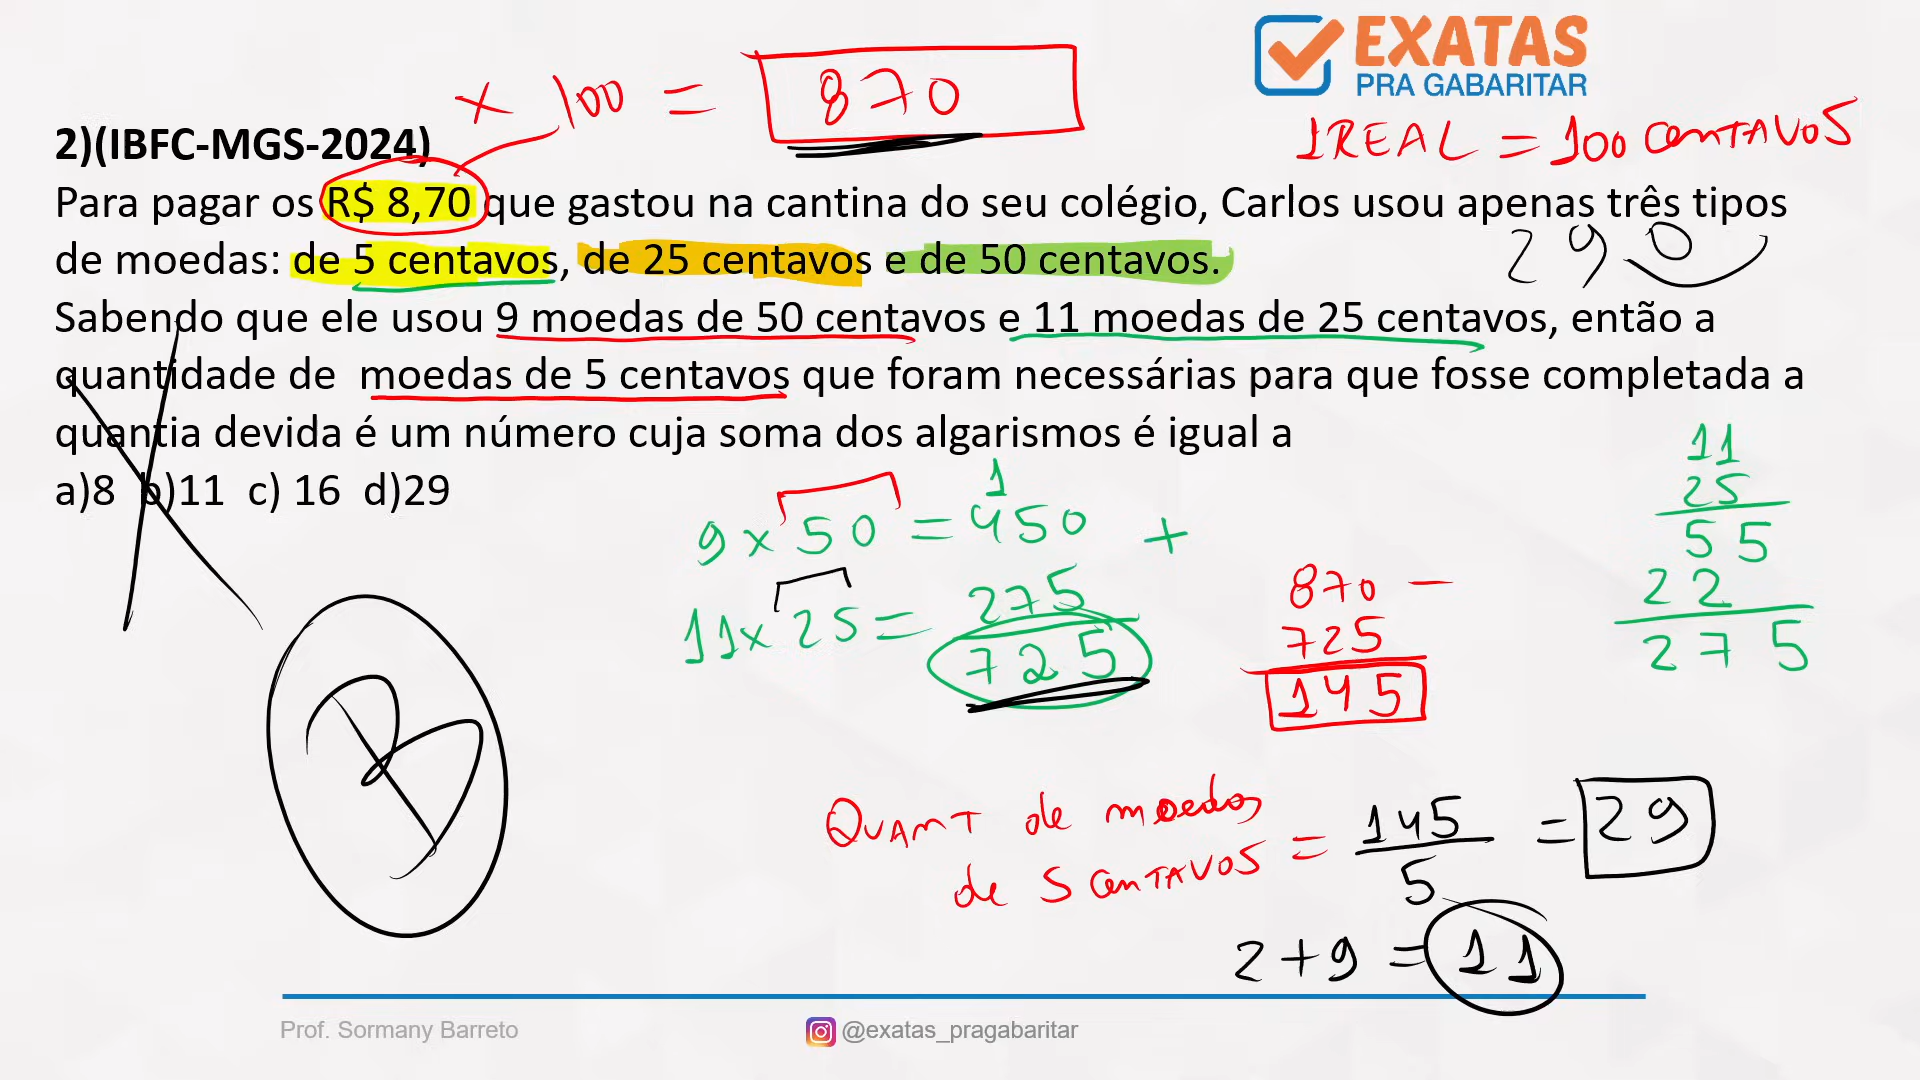 EXATAS
PRA GABARITAR
x 100 = 870
1 REAL = 100 CENTAVOS
2)(IBFC-MGS-2024)
Para pagar os R$ 8,70 que gastou na cantina do seu colégio, Carlos usou apenas três tipos
de moedas: de 5 centavos, de 25 centavos e de 50 centavos.
290
Sabendo que ele usou 9 moedas de 50 centavos e 11 moedas de 25 centavos, então a
quantidade de moedas de 5 centavos que foram necessárias para que fosse completada a
quantia devida é um número cuja soma dos algarismos é igual a
a)8 b)11 c) 16 d)29
1
9 x 50 = 450 +
11x 25 = 275
725
870 -
725
145
11
25
55
22
275
B
QUANT de moedas
de 5 CENTAVOS = 145
5
= 29
2+9 = 11
Prof. Sormany Barreto
@exatas_pragabaritar